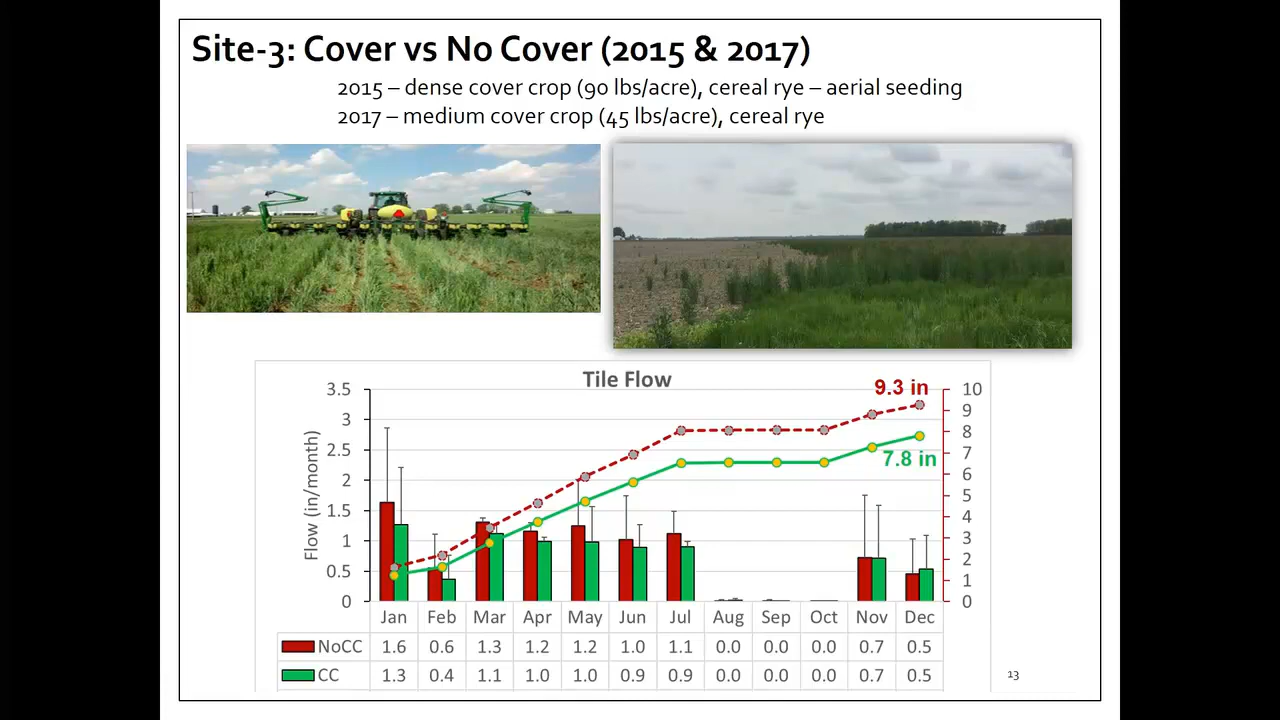 Site-3: Cover vs No Cover (2015 & 2017)
2015 – dense cover crop (90 lbs/acre), cereal rye – aerial seeding
2017 – medium cover crop (45 lbs/acre), cereal rye
Tile Flow
9.3 in
7.8 in
Flow (in/month)
3.5
3
2.5
2
1.5
1
0.5
0
10
9
8
7
6
5
4
3
2
1
0
Jan Feb Mar Apr May Jun Jul Aug Sep Oct Nov Dec
NoCC 1.6 0.6 1.3 1.2 1.2 1.0 1.1 0.0 0.0 0.0 0.7 0.5
CC 1.3 0.4 1.1 1.0 1.0 0.9 0.9 0.0 0.0 0.0 0.7 0.5
13